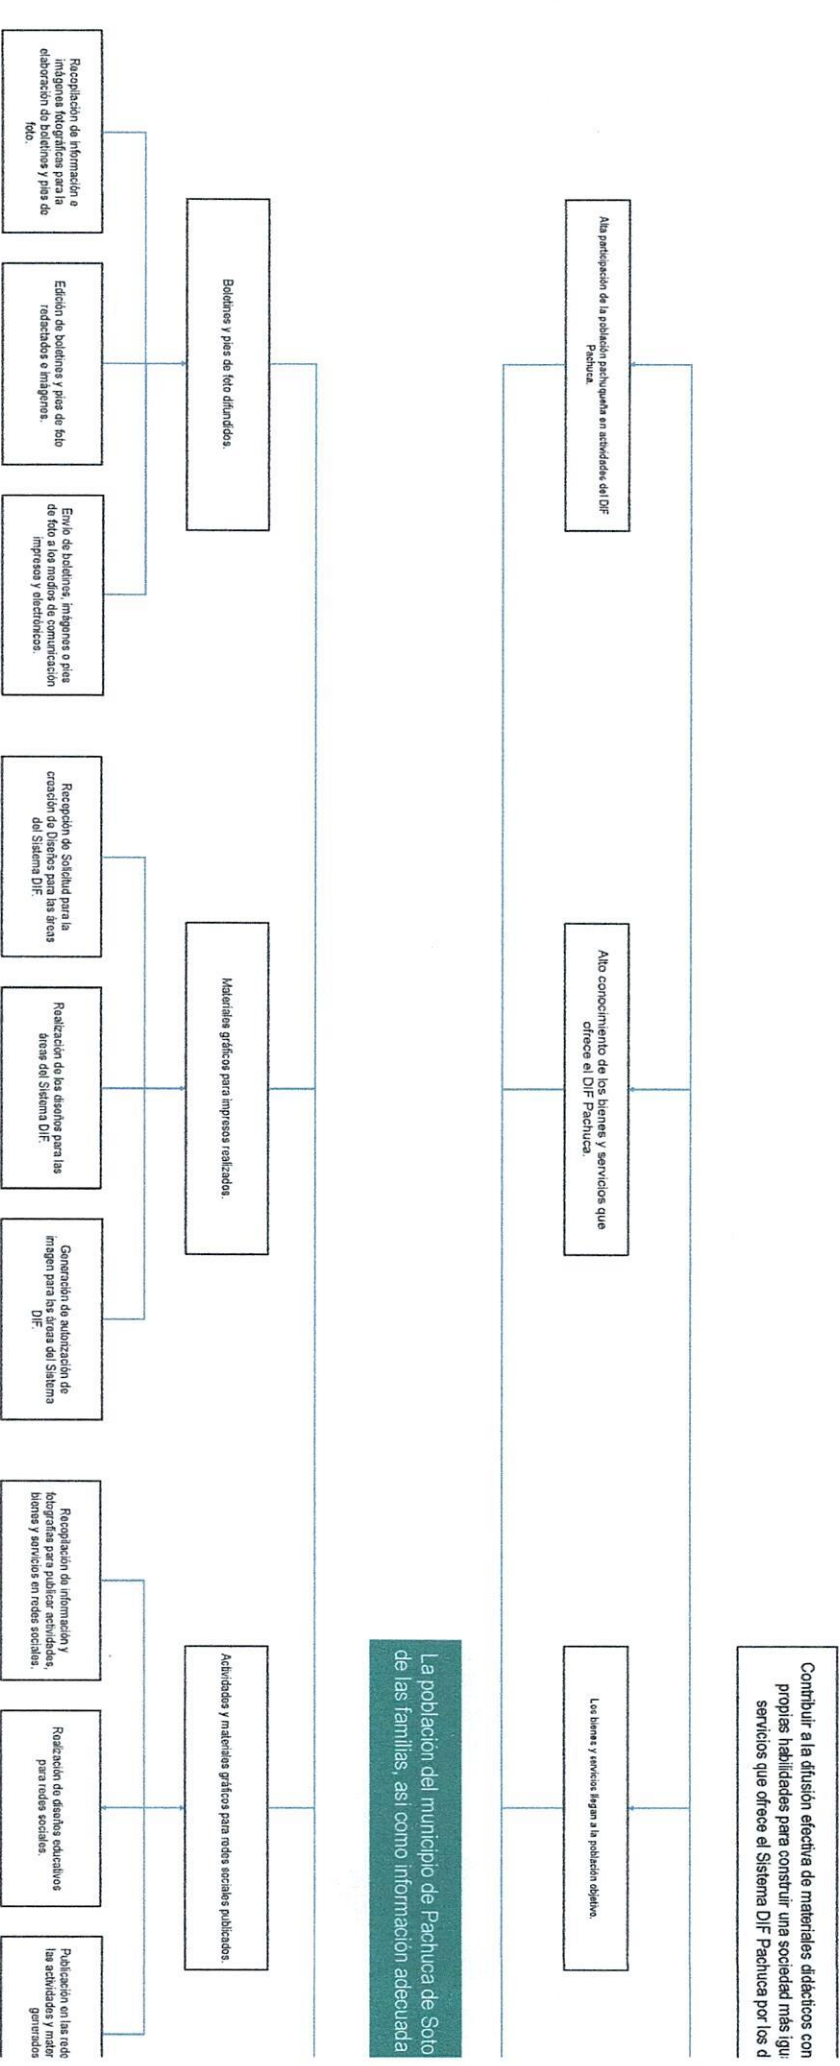 Contribuir a la difusión efectiva de materiales didácticos con
propias habilidades para construir una sociedad más
servicios que ofrece el Sistema DIF Pachuca por los
Alta participación de la población pachuqueña en actividades del DIF
Pachuca.
Alto conocimiento de los bienes y servicios que
ofrece el DIF Pachuca.
Los bienes y servicios llegan a la población objetivo.
La población del municipio de Pachuca de Soto
de las familias, así como información adecuada
Boletines y pies de foto difundidos.
Materiales gráficos para impresos realizados.
Actividades y materiales gráficos para redes sociales publicados.
Recopilación de información e
imágenes fotográficas para la
elaboración de boletines y pies de
foto.
Edición de boletines y pies de foto
redactados e imágenes.
Envío de boletines, imágenes o pies
de foto a los medios de comunicación
impresos y electrónicos.
Recepción de Solicitud para la
creación de Diseños para las áreas
del Sistema DIF.
Realización de los diseños para las
áreas del Sistema DIF.
Generación de autorización de
imagen para las áreas del Sistema
DIF.
Recopilación de información y
fotografías para publicar actividades,
bienes y servicios en redes sociales.
Realización de diseños educativos
para redes sociales.
Publicación en las
las actividades y
generados